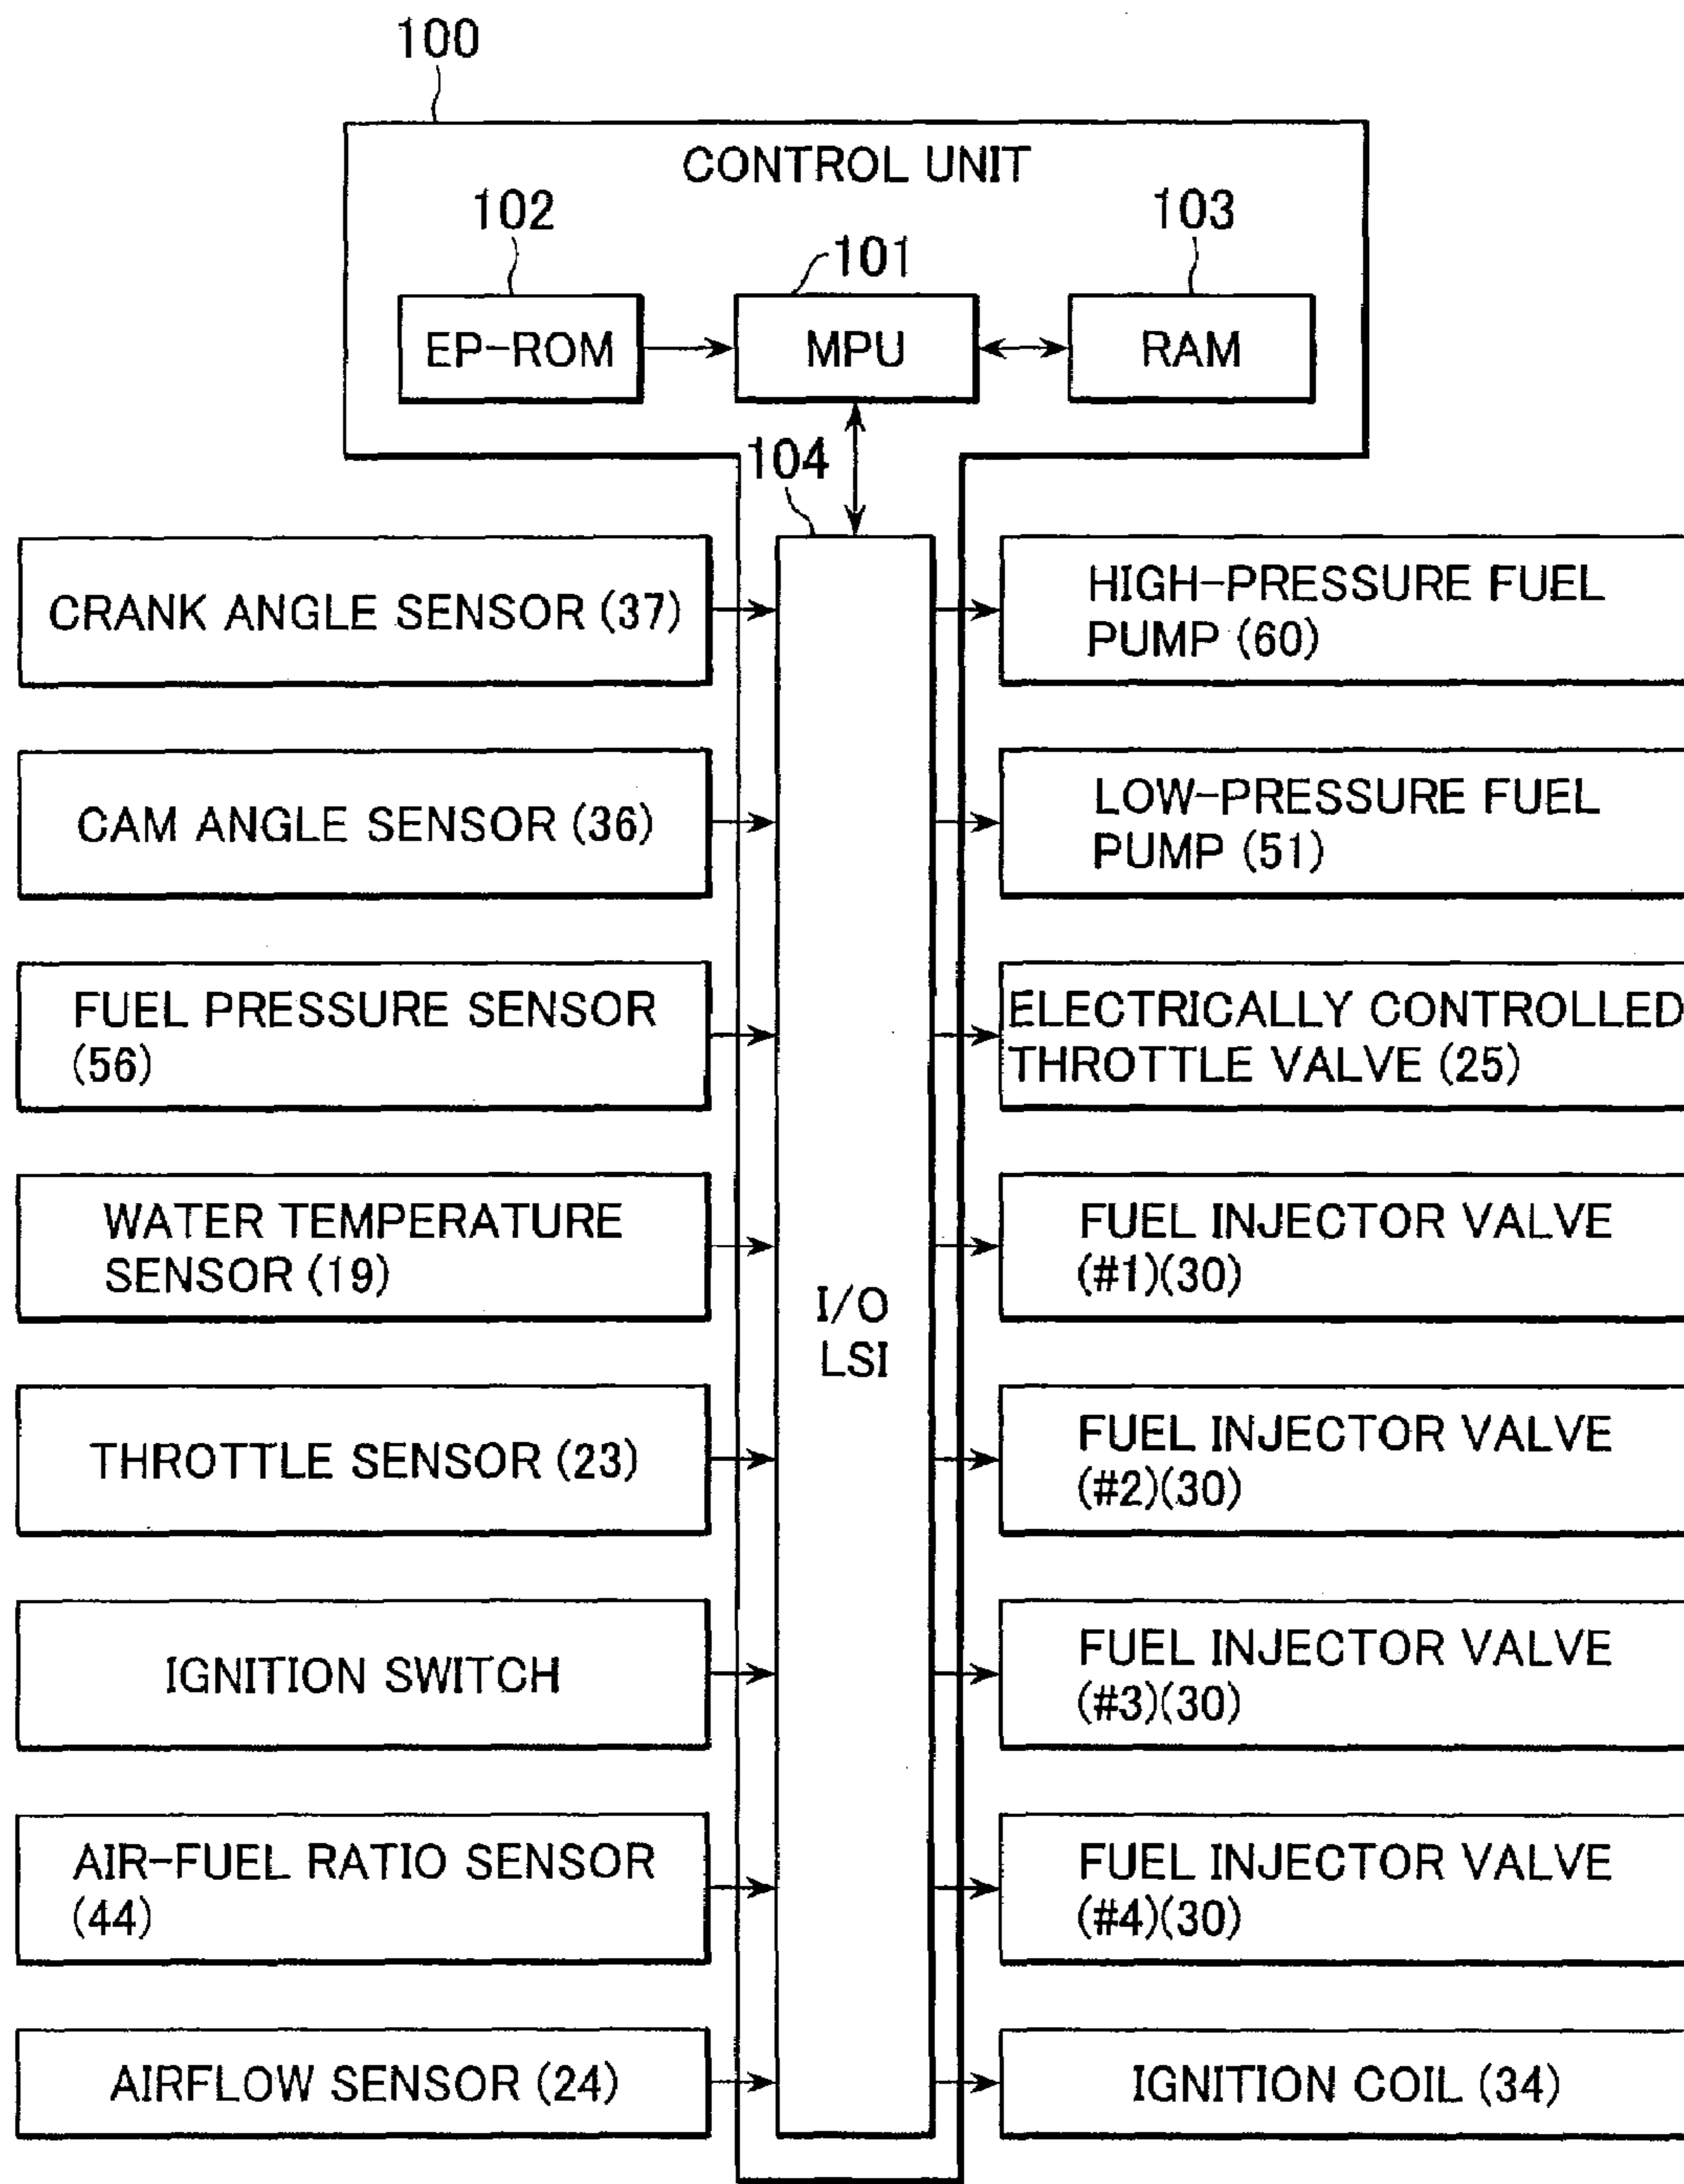 100
CONTROL UNIT
102
101
103
EP-ROM
MPU
RAM
104
CRANK ANGLE SENSOR (37)
CAM ANGLE SENSOR (36)
FUEL PRESSURE SENSOR
(56)
WATER TEMPERATURE
SENSOR (19)
THROTTLE SENSOR (23)
IGNITION SWITCH
AIR-FUEL RATIO SENSOR
(44)
AIRFLOW SENSOR (24)
I/O
LSI
HIGH-PRESSURE FUEL
PUMP (60)
LOW-PRESSURE FUEL
PUMP (51)
ELECTRICALLY CONTROLLED
THROTTLE VALVE (25)
FUEL INJECTOR VALVE
(#1)(30)
FUEL INJECTOR VALVE
(#2)(30)
FUEL INJECTOR VALVE
(#3)(30)
FUEL INJECTOR VALVE
(#4)(30)
IGNITION COIL (34)